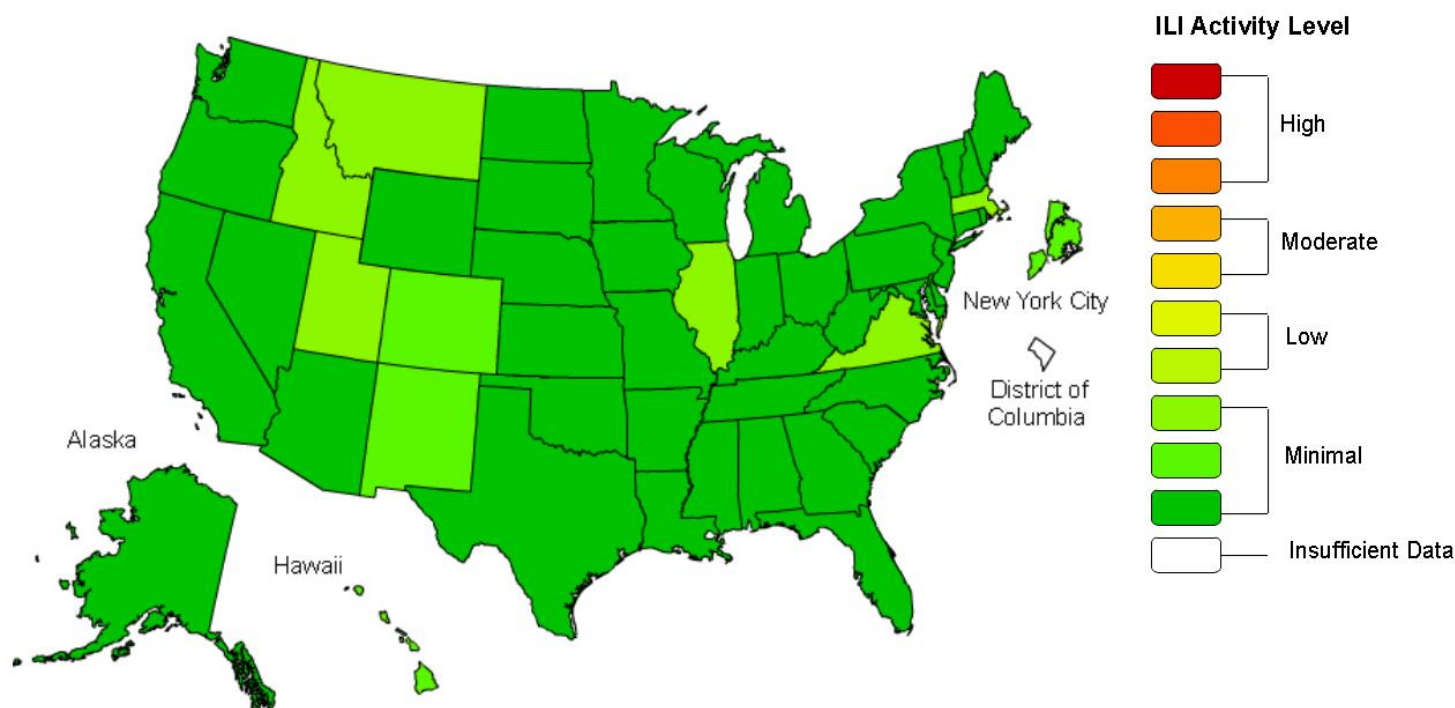 ILI Activity Level
High
Moderate
New York City
Low
District of
Columbia
Alaska
Minimal
Hawaii
Insufficient Data